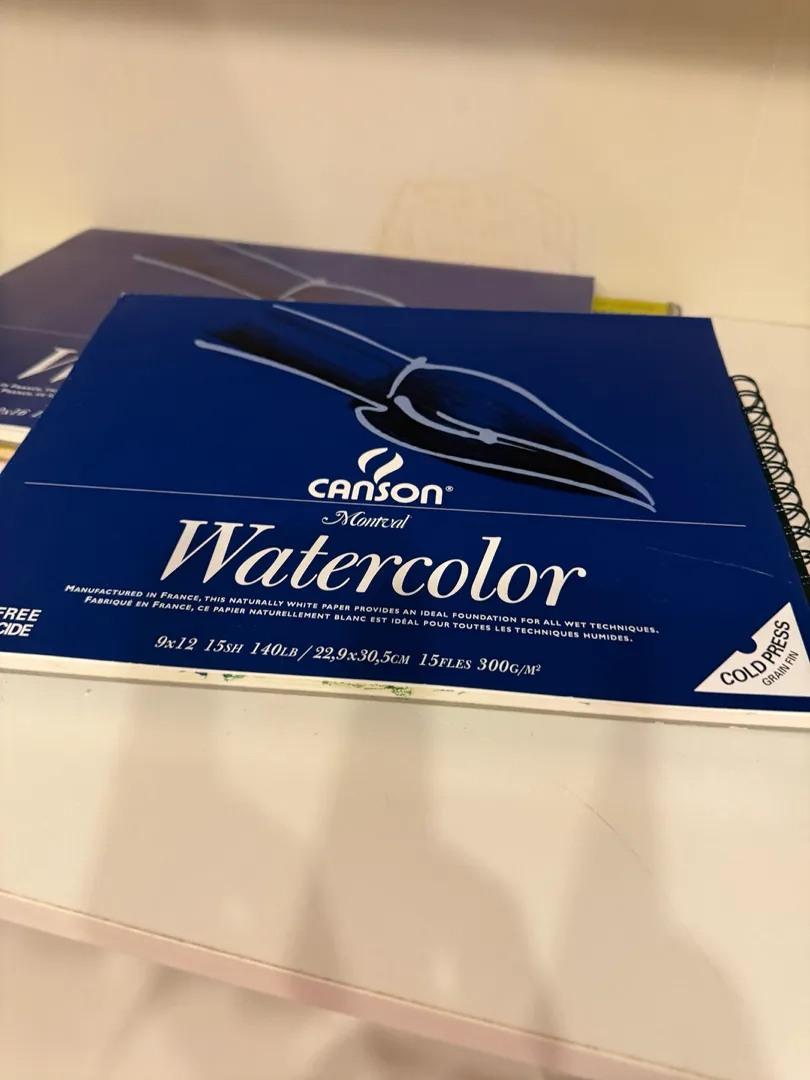 CANSON®
Montval
Watercolor
MANUFACTURED IN FRANCE, THIS NATURALLY WHITE PAPER PROVIDES AN IDEAL FOUNDATION FOR ALL WET TECHNIQUES.
FABRIQUÉ EN FRANCE, CE PAPIER NATURELLEMENT BLANC EST IDÉAL POUR TOUTES LES TECHNIQUES HUMIDES.
FREE
CIDE
9x12 15SH 140LB / 22,9x30,5CM 15FLES 300G/M²
COLD PRESS
GRAIN FIN